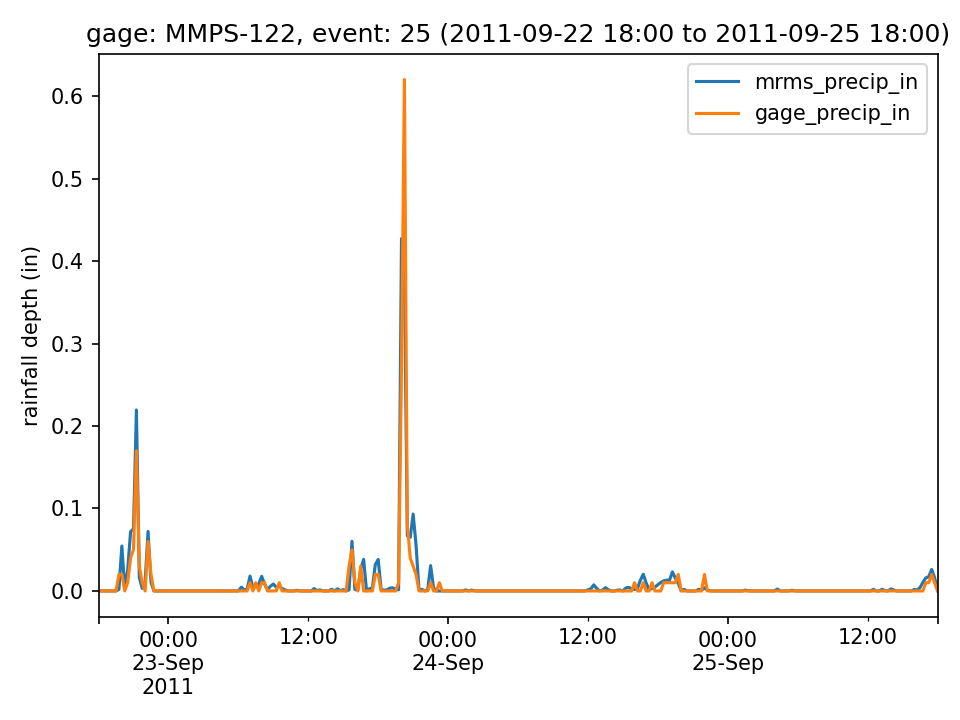 gage: MMPS-122, event: 25 (2011-09-22 18:00 to 2011-09-25 18:00)
mrms_precip_in
gage_precip_in
rainfall depth (in)
0.6
0.5
0.4
0.3
0.2
0.1
0.0
00:00 12:00 00:00 12:00 00:00 12:00
23-Sep 24-Sep 25-Sep
2011